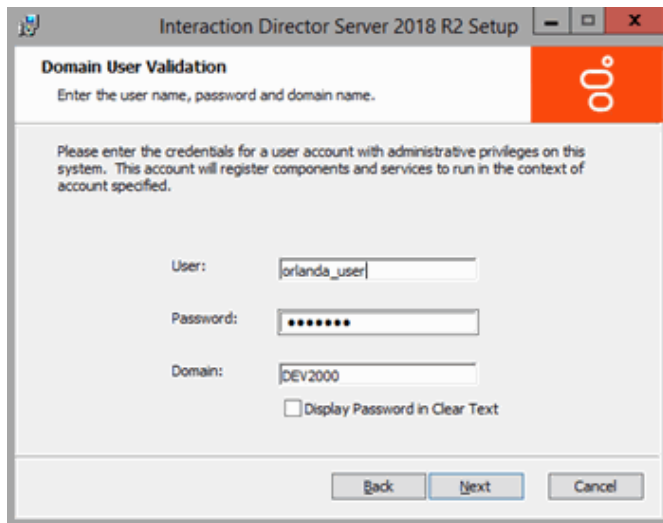 Interaction Director Server 2018 R2 Setup
Domain User Validation
Enter the user name, password and domain name.
Please enter the credentials for a user account with administrative privileges on this
system. This account will register components and services to run in the context of
account specified.
User:
orlanda_user
Password:
•••••••
Domain:
DEV2000
Display Password in Clear Text
Back
Next
Cancel